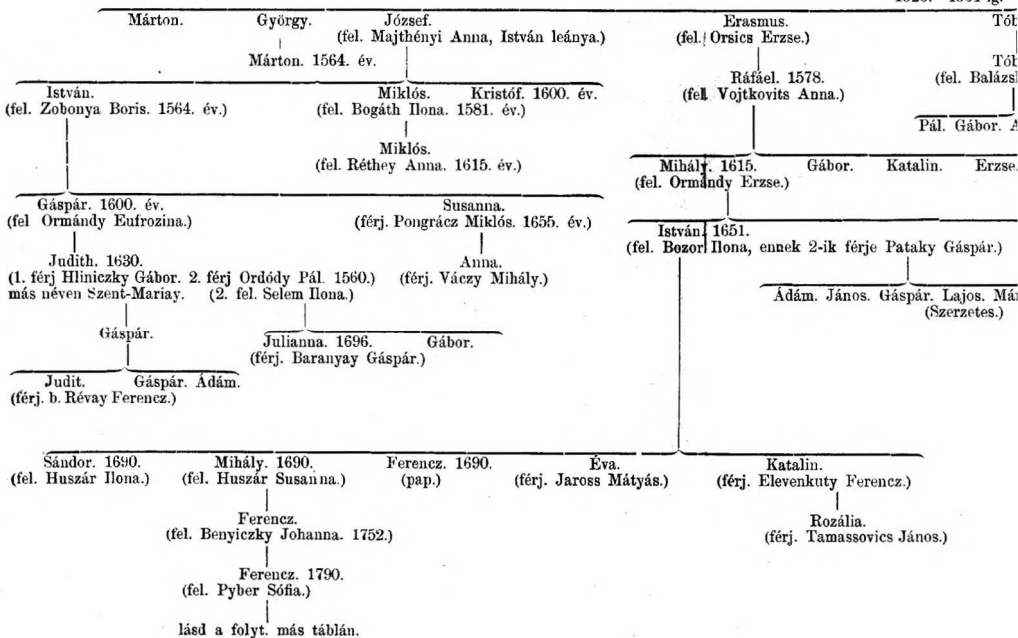 Márton. György. József. Erasmus.
(fel. Majthényi Anna, István leánya.) (fel. Orsics Erzse.)
Márton. 1564. év.
Ráfáel. 1578.
(fel. Vojtkovits Anna.)
István. Miklós. Kristóf. 1600. év.
(fel. Zobonya Boris. 1564. év.) (fel. Bogáth Ilona. 1581. év.)
Pál. Gábor.
Miklós.
(fel. Réthey Anna. 1615. év.)
Mihály. 1615. Gábor. Katalin. Erzse.
(fel. Ormándy Erzse.)
Gáspár. 1600. év. Susanna.
(fel Ormándy Eufrozina.) (férj. Pongrácz Miklós. 1655. év.)
István. 1651.
(fel. Bozor Ilona, ennek 2-ik férje Pataky Gáspár.)
Judith. 1630. Anna.
(1. férj Hliniczky Gábor. 2. férj Ordódy Pál. 1560.) (férj. Váczy Mihály.)
más néven Szent-Mariay. (2. fel. Selem Ilona.)
Ádám. János. Gáspár. Lajos.
(Szerzetes.)
Gáspár. Julianna. 1696. Gábor.
(férj. Baranyay Gáspár.)
Judit. Gáspár. Ádám.
(férj. b. Révay Ferencz.)
Sándor. 1690. Mihály. 1690. Ferencz. 1690. Éva. Katalin.
(fel. Huszár Ilona.) (fel. Huszár Susanna.) (pap.) (férj. Jaross Mátyás.) (férj. Elevenkuty Ferencz.)
Ferencz. Rozália.
(fel. Benyiczky Johanna. 1752.) (férj. Tamassovics János.)
Ferencz. 1790.
(fel. Pyber Sófia.)
lásd a folyt. más táblán.